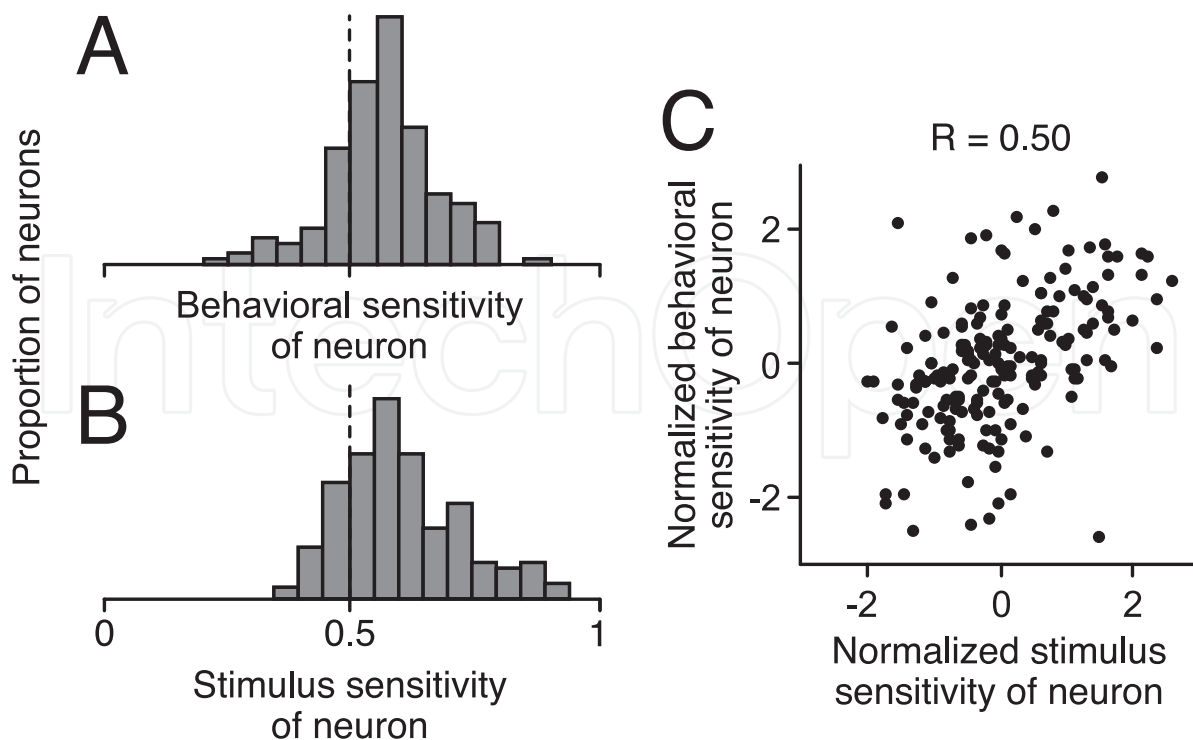 A
Proportion of neurons
Behavioral sensitivity
of neuron
B
0
0.5
1
Stimulus sensitivity
of neuron
C
R = 0.50
Normalized behavioral
sensitivity of neuron
2
0
-2
-2
0
2
Normalized stimulus
sensitivity of neuron
IntechOpen